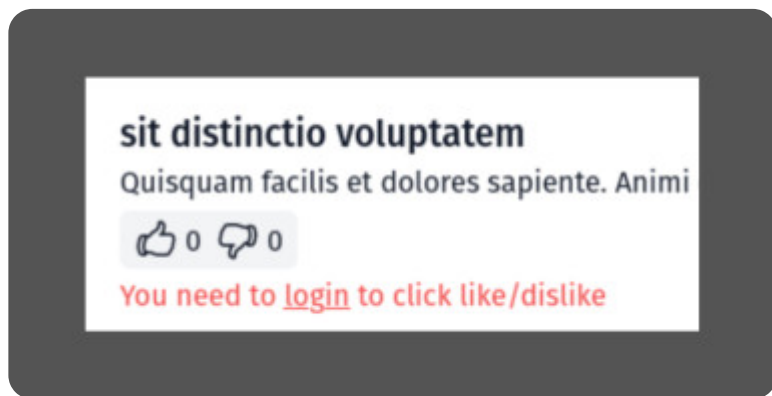 sit distinctio voluptatem
Quisquam facilis et dolores sapiente. Animi
0 0
You need to login to click like/dislike